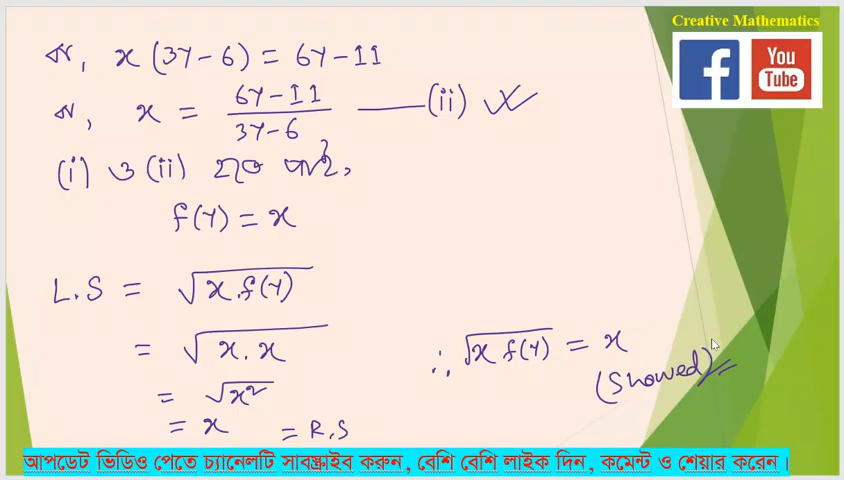 Creative Mathematics
You
Tube
বা, x (3y – 6) = 6y – 11
বা, x = 6y – 11 / 3y – 6 —— (ii)
(i) ও (ii) হতে পাই,
f(y) = x
L.S = √x.f(y)
= √x.x
= √x²
= x = R.S
∴ √x f(y) = x
(Showed)
আপডেট ভিডিও পেতে চ্যানেলটি সাবস্ক্রাইব করুন, বেশি বেশি লাইক দিন, কমেন্ট ও শেয়ার করেন।